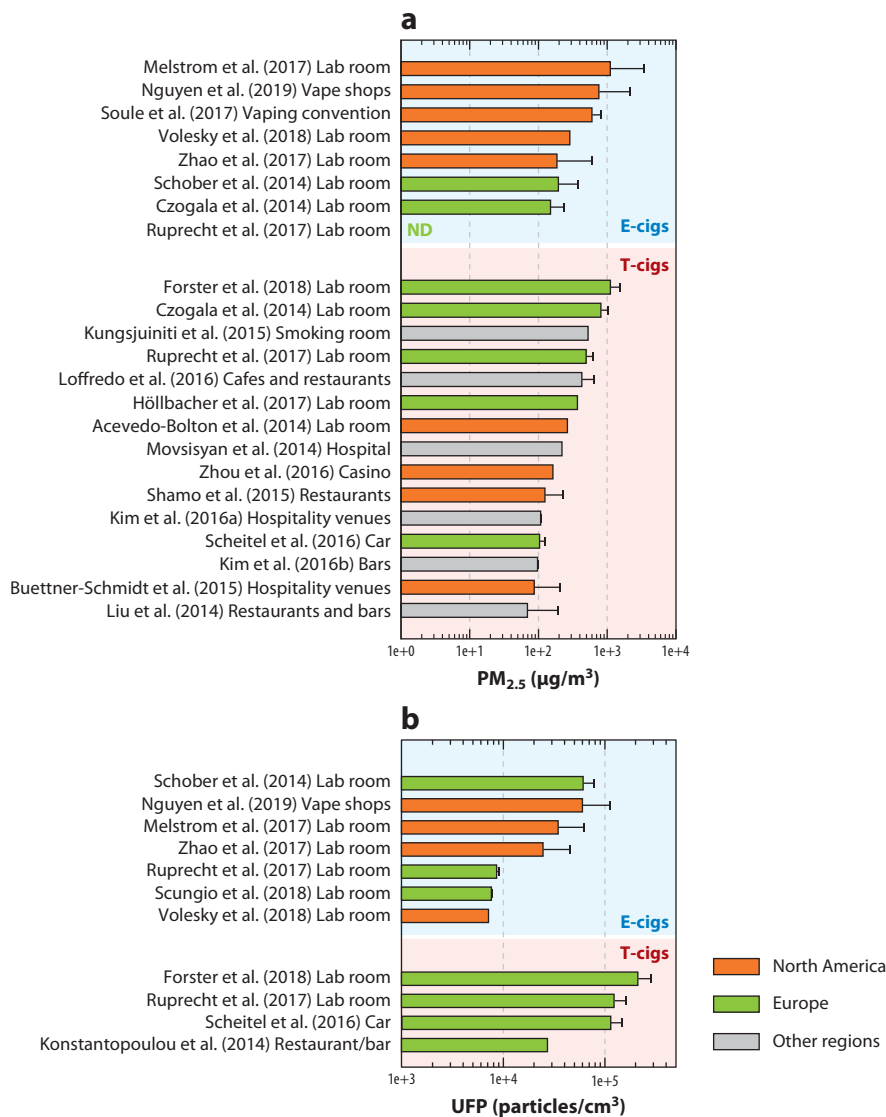 a
Melstrom et al. (2017) Lab room
Nguyen et al. (2019) Vape shops
Soule et al. (2017) Vaping convention
Volesky et al. (2018) Lab room
Zhao et al. (2017) Lab room
Schober et al. (2014) Lab room
Czogala et al. (2014) Lab room
Ruprecht et al. (2017) Lab room
ND
E-cigs
T-cigs
Forster et al. (2018) Lab room
Czogala et al. (2014) Lab room
Kungsjuiniti et al. (2015) Smoking room
Ruprecht et al. (2017) Lab room
Loffredo et al. (2016) Cafes and restaurants
Höllbacher et al. (2017) Lab room
Acevedo-Bolton et al. (2014) Lab room
Movsisyan et al. (2014) Hospital
Zhou et al. (2016) Casino
Shamo et al. (2015) Restaurants
Kim et al. (2016a) Hospitality venues
Scheitel et al. (2016) Car
Kim et al. (2016b) Bars
Buettner-Schmidt et al. (2015) Hospitality venues
Liu et al. (2014) Restaurants and bars
1e+0 1e+1 1e+2 1e+3 1e+4
PM2.5 (μg/m³)
b
Schober et al. (2014) Lab room
Nguyen et al. (2019) Vape shops
Melstrom et al. (2017) Lab room
Zhao et al. (2017) Lab room
Ruprecht et al. (2017) Lab room
Scungio et al. (2018) Lab room
Volesky et al. (2018) Lab room
E-cigs
T-cigs
Forster et al. (2018) Lab room
Ruprecht et al. (2017) Lab room
Scheitel et al. (2016) Car
Konstantopoulou et al. (2014) Restaurant/bar
1e+3 1e+4 1e+5
UFP (particles/cm³)
North America
Europe
Other regions